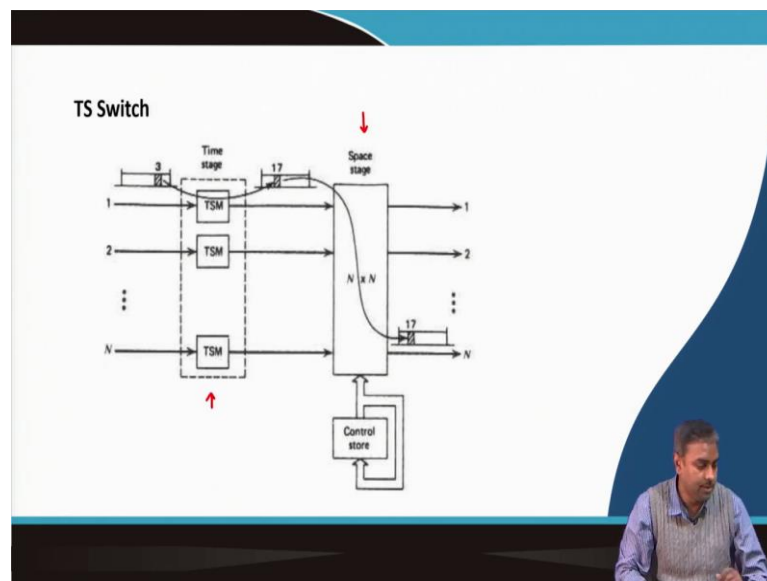 TS Switch
Time
stage
Space
stage
3
17
1
TSM
1
2
TSM
2
N x N
17
N
TSM
N
Control
store